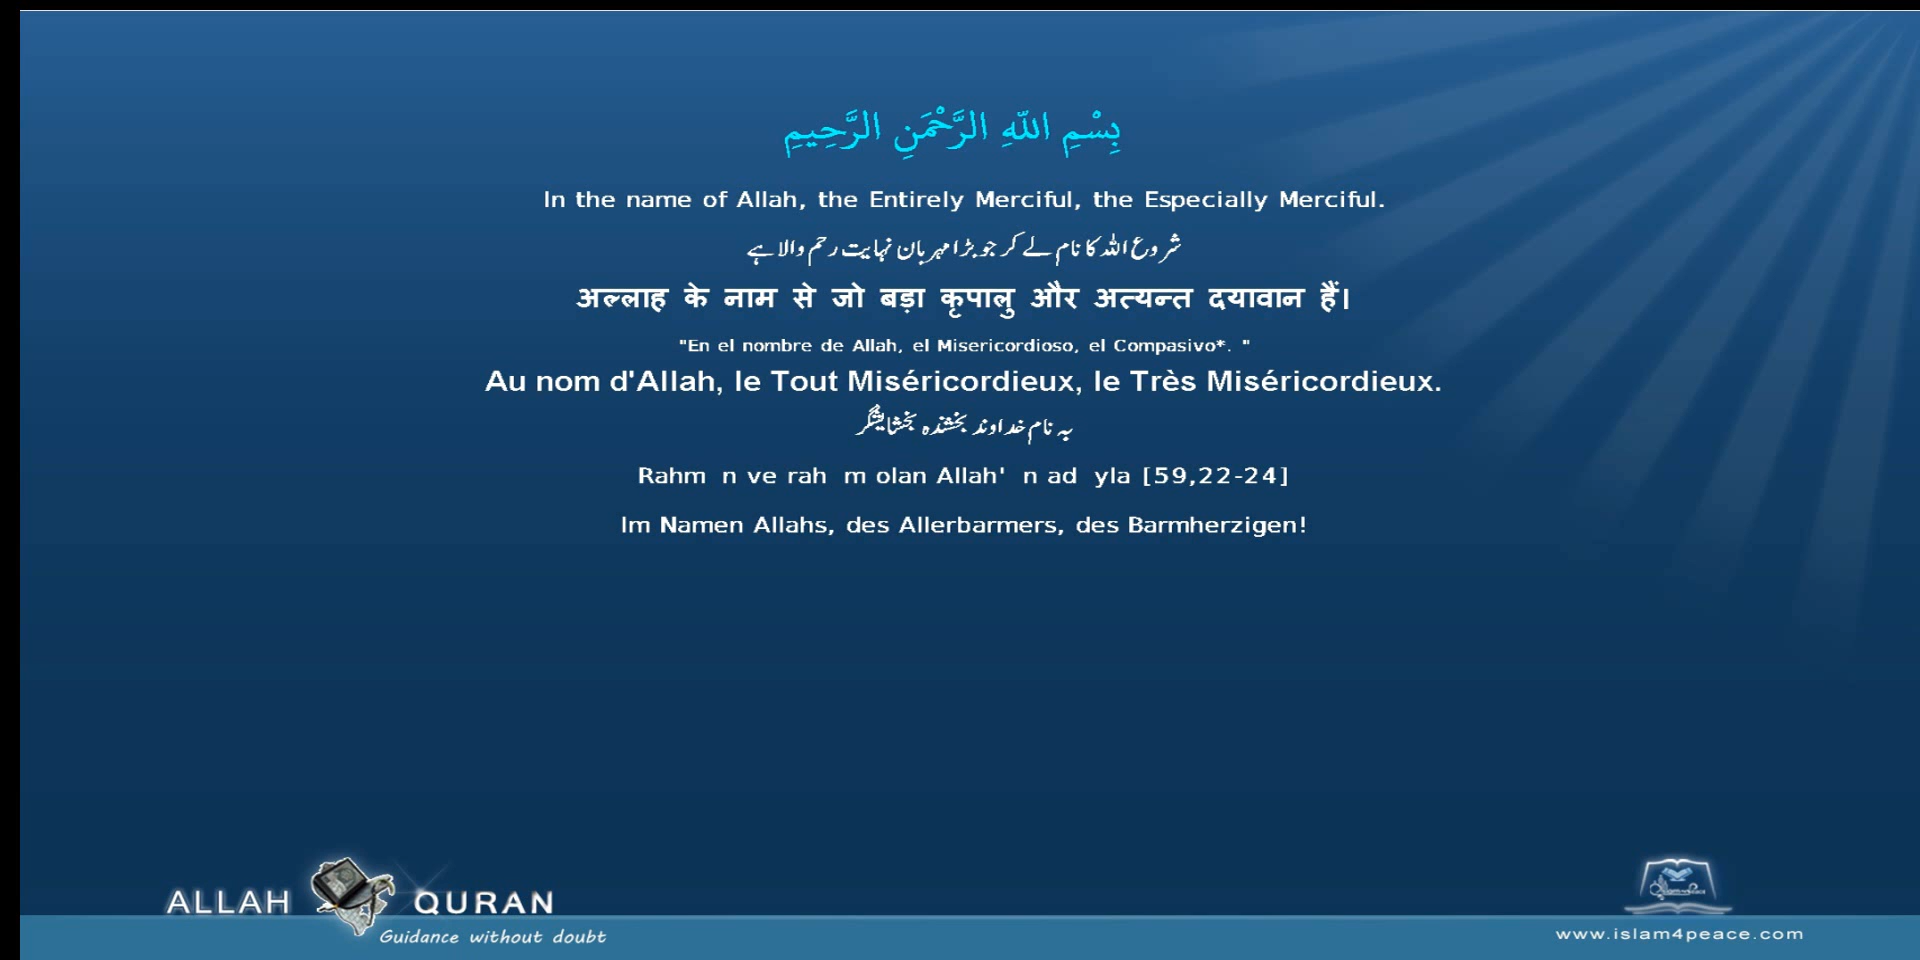 بِسْمِ اللَّهِ الرَّحْمَنِ الرَّحِيمِ
In the name of Allah, the Entirely Merciful, the Especially Merciful.
شروع اللہ کا نام لے کر جو بڑا مہربان نہایت رحم والا ہے
अल्लाह के नाम से जो बड़ा कृपालु और अत्यन्त दयावान हैं।
"En el nombre de Allah, el Misericordioso, el Compasivo*. "
Au nom d'Allah, le Tout Miséricordieux, le Très Miséricordieux.
به نام خداوند بخشنده بخشایشگر
Rahm n ve rah m olan Allah' n ad yla [59,22-24]
Im Namen Allahs, des Allerbarmers, des Barmherzigen!
ALLAH QURAN
Guidance without doubt
www.islam4peace.com